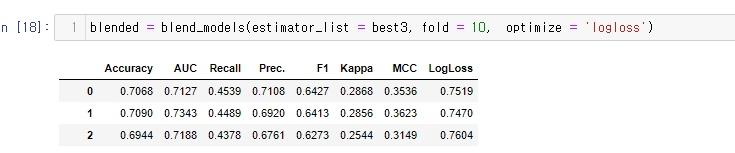 n [18]:
1 blended = blend_models(estimator_list = best3, fold = 10,  optimize = 'logloss')
Accuracy AUC Recall Prec. F1 Kappa MCC LogLoss
0 0.7068 0.7127 0.4539 0.7108 0.6427 0.2868 0.3536 0.7519
1 0.7090 0.7343 0.4489 0.6920 0.6413 0.2856 0.3623 0.7470
2 0.6944 0.7188 0.4378 0.6761 0.6273 0.2544 0.3149 0.7604